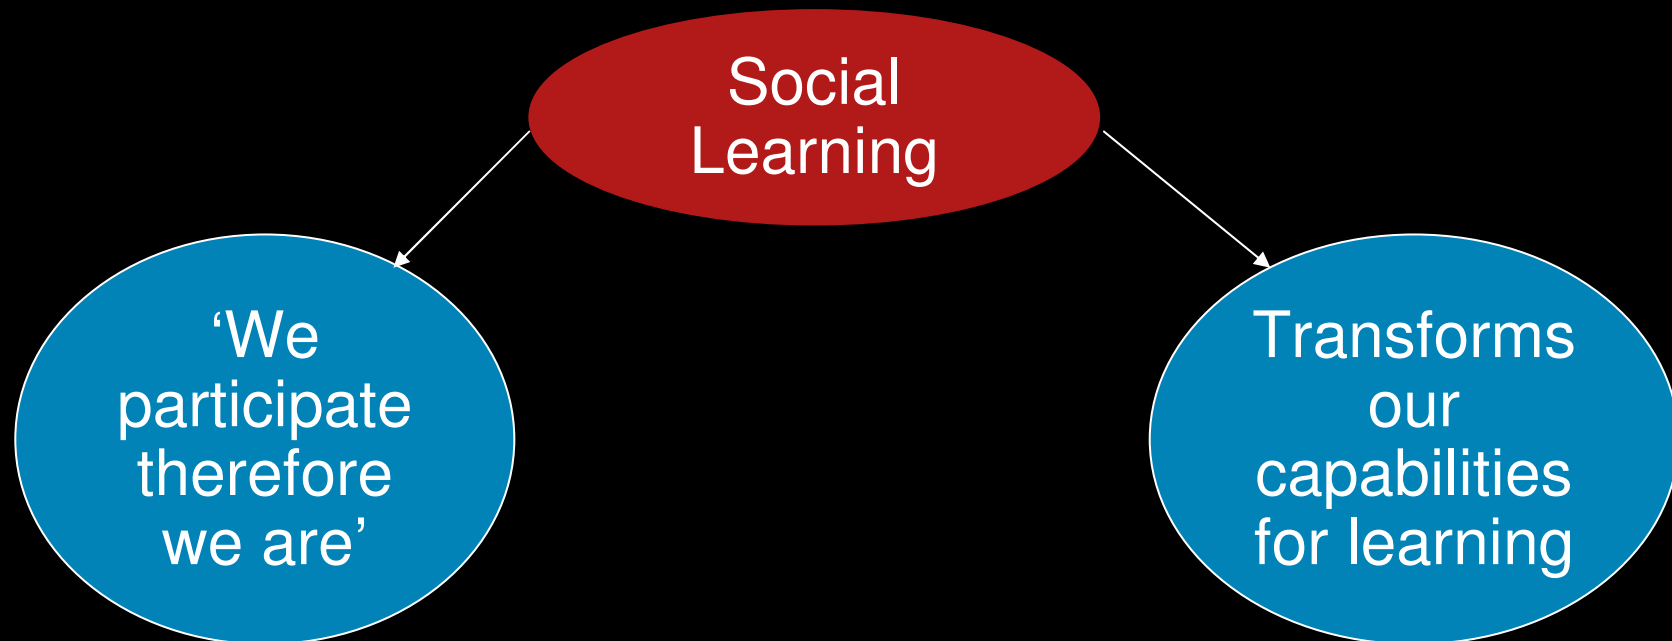 Social
Learning
‘We
participate
therefore
we are’
Transforms
our
capabilities
for learning